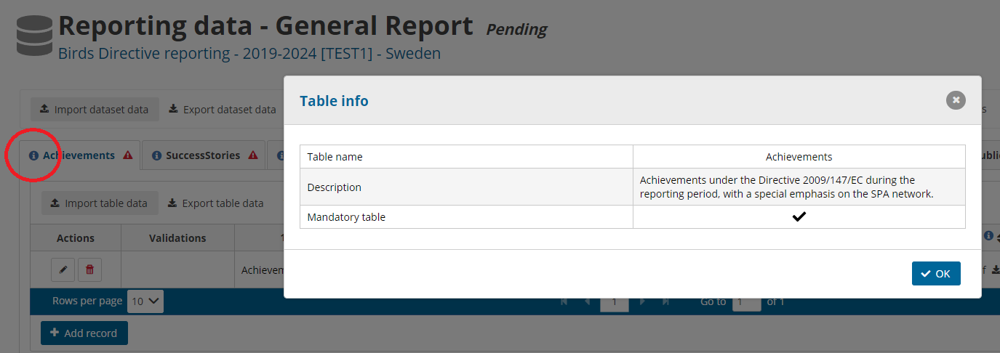 Reporting data - General Report Pending
Birds Directive reporting - 2019-2024 [TEST1] - Sweden
Table info
Import dataset data Export dataset data
Achievements SuccessStories
Table name Achievements
Description Achievements under the Directive 2009/147/EC during the
reporting period, with a special emphasis on the SPA network.
Mandatory table
Import table data Export table data
Actions Validations
OK
Rows per page 10 1 Go to 1 of 1
Add record